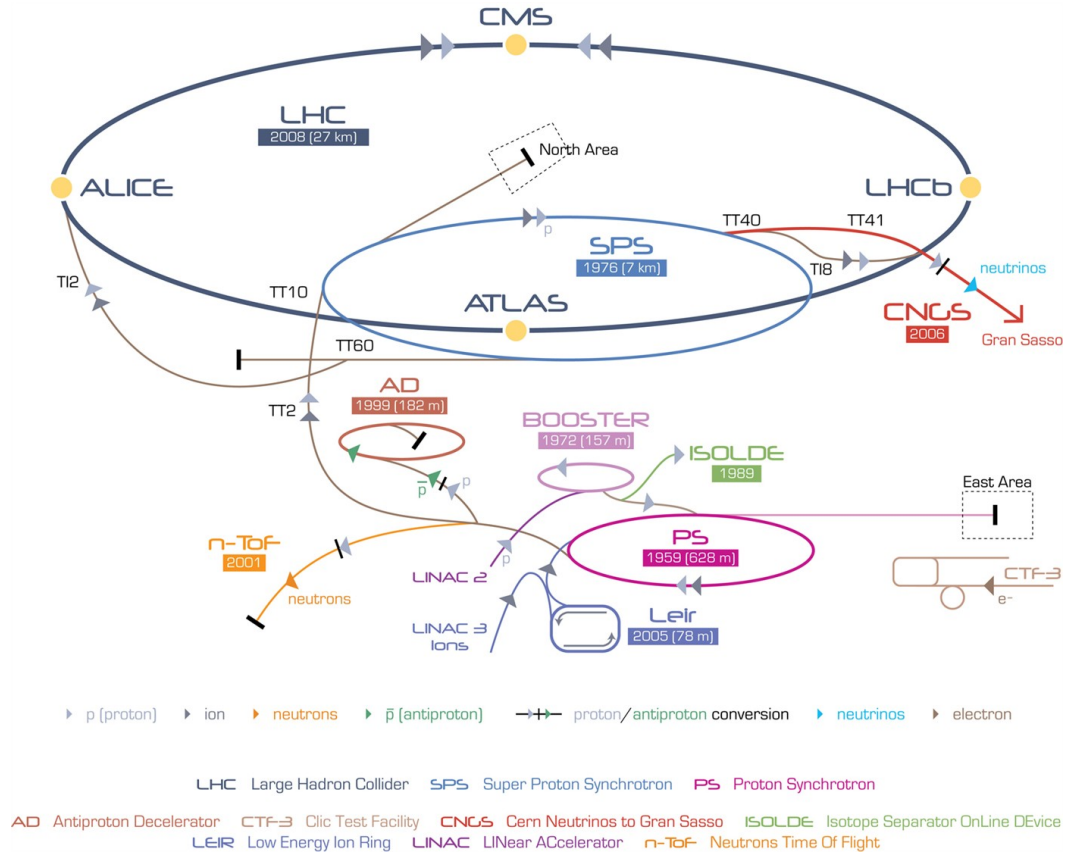 CMS
LHC
2008 (27 km)
North Area
ALICE
LHCb
TT40
TT41
SPS
1976 (7 km)
p
TI8
TI2
TT10
neutrinos
ATLAS
CNGS
2006
Gran Sasso
TT60
AD
1999 (182 m)
TT2
BOOSTER
1972 (157 m)
ISOLDE
1989
p̅
p
East Area
n-ToF
2001
PS
1959 (628 m)
p
LINAC 2
neutrons
CTF-3
e-
LINAC 3
Ions
Leir
2005 (78 m)
p (proton) ion neutrons p̅ (antiproton) proton/antiproton conversion neutrinos electron
LHC Large Hadron Collider SPS Super Proton Synchrotron PS Proton Synchrotron
AD Antiproton Decelerator CTF-3 Clic Test Facility CNGS Cern Neutrinos to Gran Sasso ISOLDE Isotope Separator OnLine DEvice
LEIR Low Energy Ion Ring LINAC LINear ACcelerator n-ToF Neutrons Time Of Flight